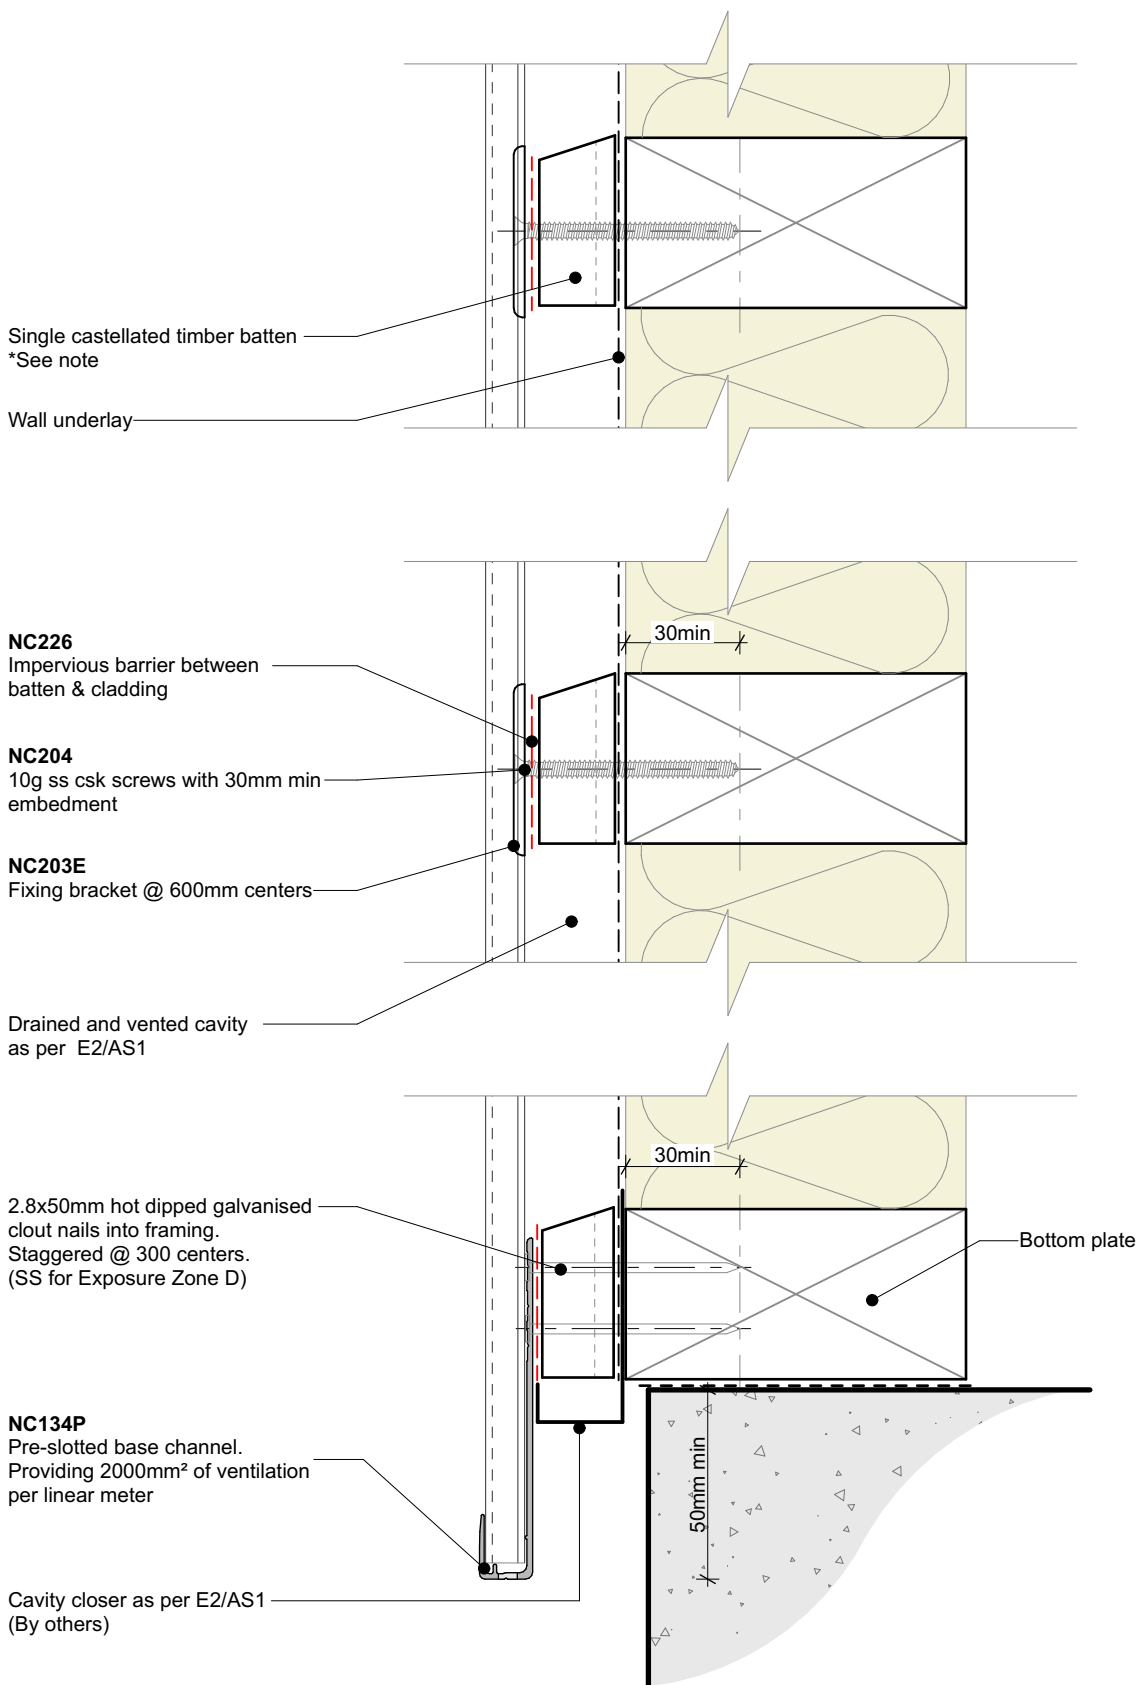 Single castellated timber batten
*See note
Wall underlay
30min
NC226
Impervious barrier between
batten & cladding
NC204
10g ss csk screws with 30mm min
embedment
NC203E
Fixing bracket @ 600mm centers
Drained and vented cavity
as per E2/AS1
30min
2.8x50mm hot dipped galvanised
clout nails into framing.
Staggered @ 300 centers.
(SS for Exposure Zone D)
Bottom plate
NC134P
Pre-slotted base channel.
Providing 2000mm² of ventilation
per linear meter
50mm min
Cavity closer as per E2/AS1
(By others)